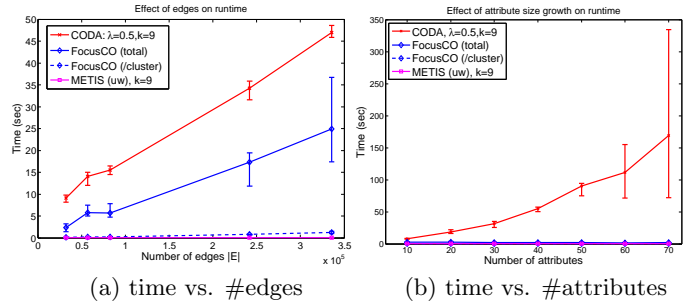 Effect of edges on runtime
50
45
40
35
30
25
20
15
10
5
0
Time (sec)
CODA: λ=0.5,k=9
FocusCO (total)
FocusCO (/cluster)
METIS (uw), k=9
0 0.5 1 1.5 2 2.5 3 3.5
x 10⁵
Number of edges |E|
(a) time vs. #edges
Effect of attribute size growth on runtime
350
300
250
200
150
100
50
0
Time (sec)
CODA, λ=0.5,k=9
FocusCO (total)
FocusCO (/cluster)
METIS (uw), k=9
10 20 30 40 50 60 70
Number of attributes
(b) time vs. #attributes